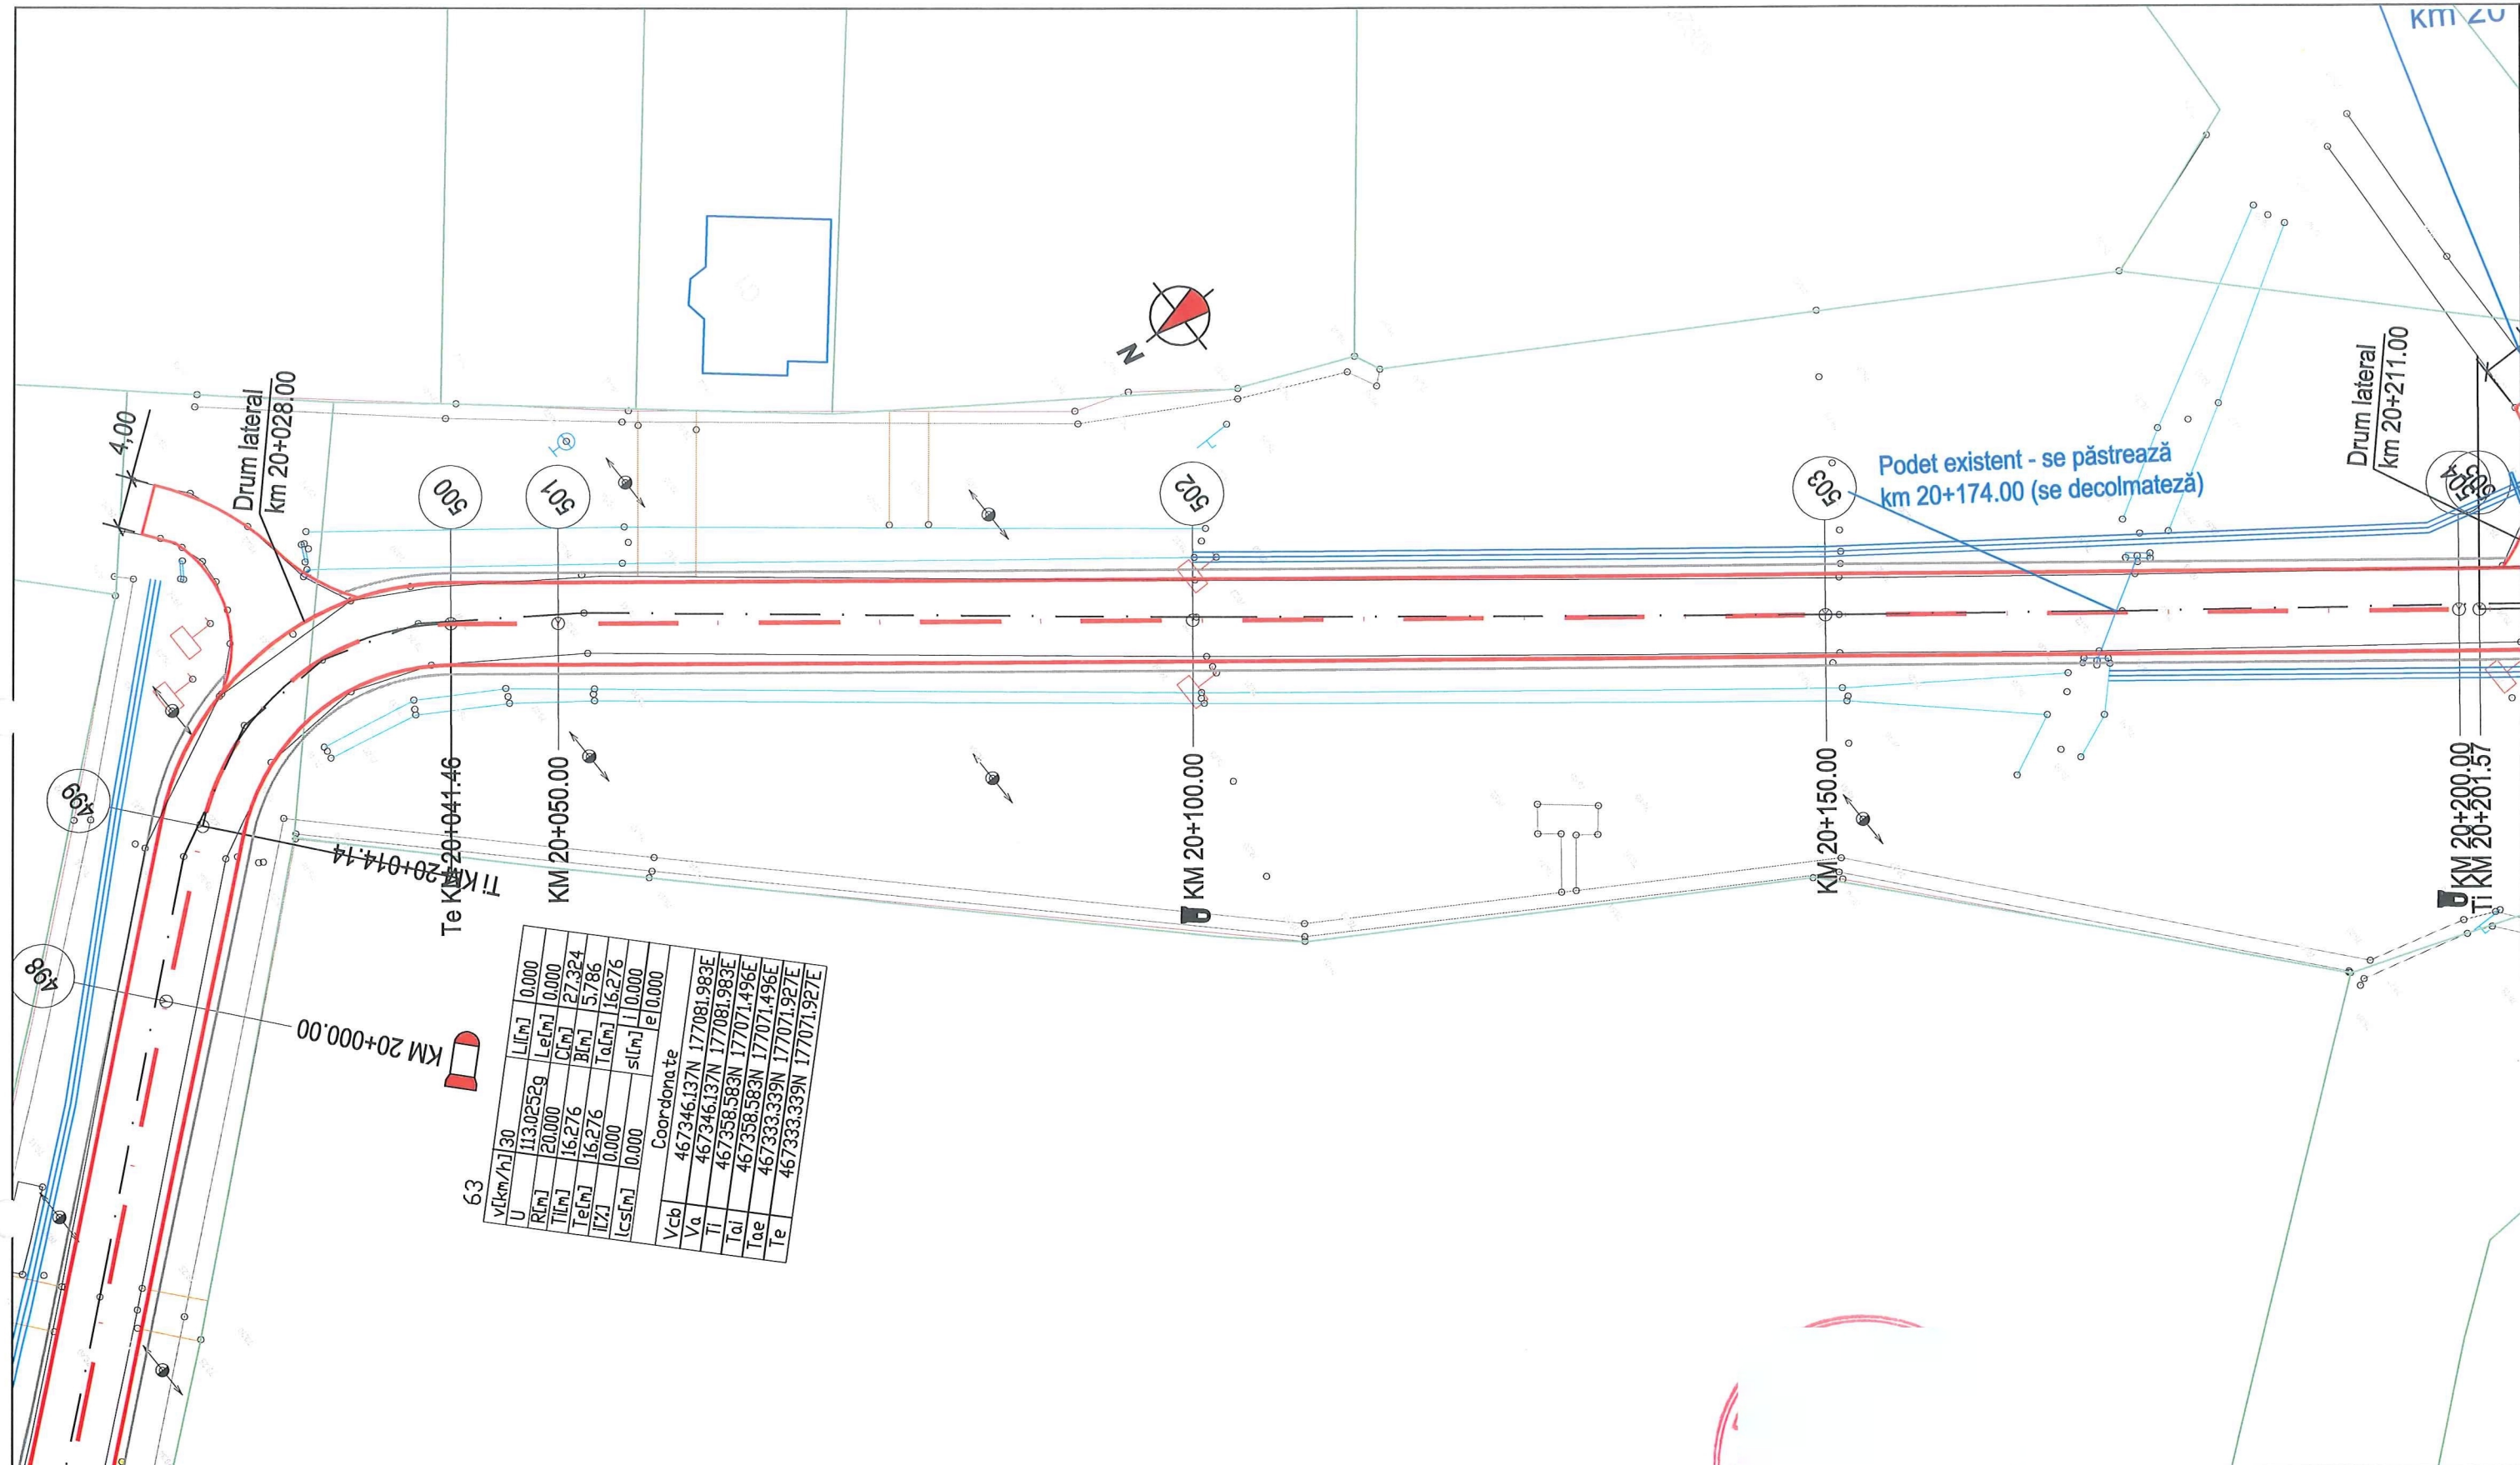 km 20
4,00
Drum lateral
km 20+028.00
500
501
502
503
Podet existent - se păstrează
km 20+174.00 (se decolmatează)
Drum lateral
km 20+211.00
504
N
499
498
Ti KM 20+014.14
Te KM 20+041.46
KM 20+050.00
KM 20+100.00
KM 20+150.00
KM 20+200.00
Ti KM 20+201.57
KM 20+000.00
63
v[km/h] 30 Li[m] 0.000
U 113.0252g Le[m] 0.000
R[m] 20.000 C[m] 27.324
Ti[m] 16.276 B[m] 5.786
Te[m] 16.276 Ta[m] 16.276
i[%] 0.000 sl[m] i 0.000
lcs[m] 0.000 e 0.000
Coordonate
Vcb 467346.137N 177081.983E
Va 467346.137N 177081.983E
Ti 467358.583N 177071.496E
Tai 467358.583N 177071.496E
Tae 467333.339N 177071.927E
Te 467333.339N 177071.927E